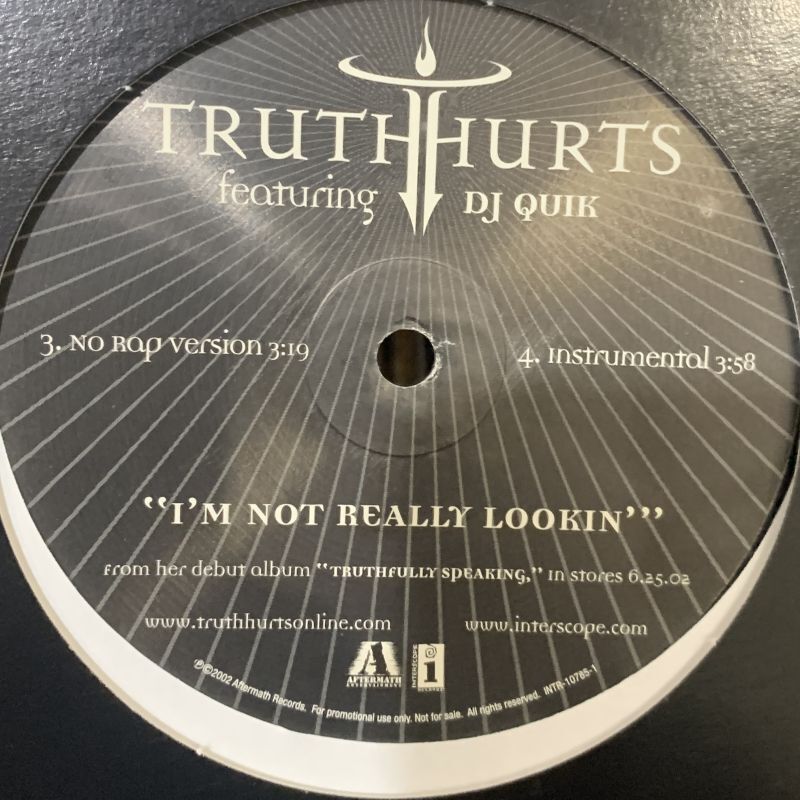 TRUTH HURTS
featuring DJ QUIK
3. NO RAP Version 3:19
4. Instrumental 3:58
"I'M NOT REALLY LOOKIN'"
from her debut album "TRUTHFULLY SPEAKING," in stores 6.25.02
www.truthhurtsonline.com
www.interscope.com
A
AFTERMATH
ENTERTAINMENT
INTERSCOPE
i
RECORDS
℗©2002 Aftermath Records. For promotional use only. Not for sale. All rights reserved. INTR-10785-1